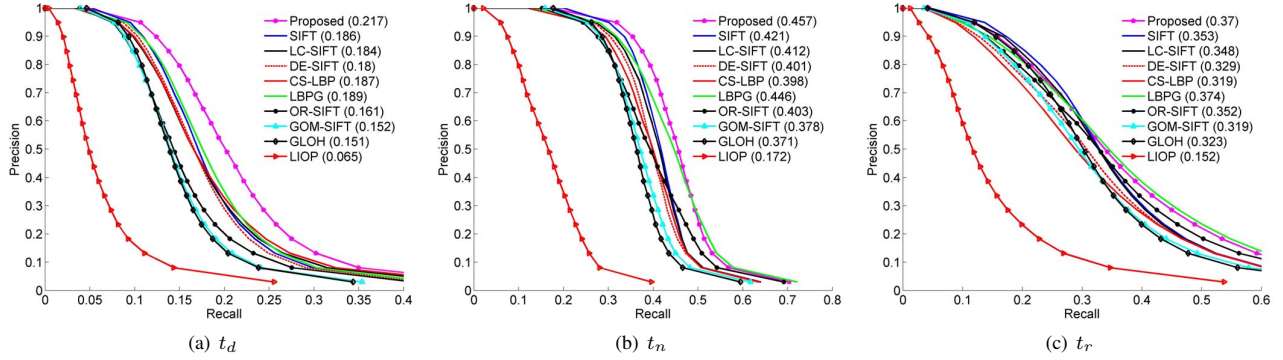 Precision
1
0.9
0.8
0.7
0.6
0.5
0.4
0.3
0.2
0.1
0
0 0.05 0.1 0.15 0.2 0.25 0.3 0.35 0.4
Recall
Proposed (0.217)
SIFT (0.186)
LC-SIFT (0.184)
DE-SIFT (0.18)
CS-LBP (0.187)
LBPG (0.189)
OR-SIFT (0.161)
GOM-SIFT (0.152)
GLOH (0.151)
LIOP (0.065)
(a) t_d
Precision
1
0.9
0.8
0.7
0.6
0.5
0.4
0.3
0.2
0.1
0
0 0.1 0.2 0.3 0.4 0.5 0.6 0.7 0.8
Recall
Proposed (0.457)
SIFT (0.421)
LC-SIFT (0.412)
DE-SIFT (0.401)
CS-LBP (0.398)
LBPG (0.446)
OR-SIFT (0.403)
GOM-SIFT (0.378)
GLOH (0.371)
LIOP (0.172)
(b) t_n
Precision
1
0.9
0.8
0.7
0.6
0.5
0.4
0.3
0.2
0.1
0
0 0.1 0.2 0.3 0.4 0.5 0.6
Recall
Proposed (0.37)
SIFT (0.353)
LC-SIFT (0.348)
DE-SIFT (0.329)
CS-LBP (0.319)
LBPG (0.374)
OR-SIFT (0.352)
GOM-SIFT (0.319)
GLOH (0.323)
LIOP (0.152)
(c) t_r